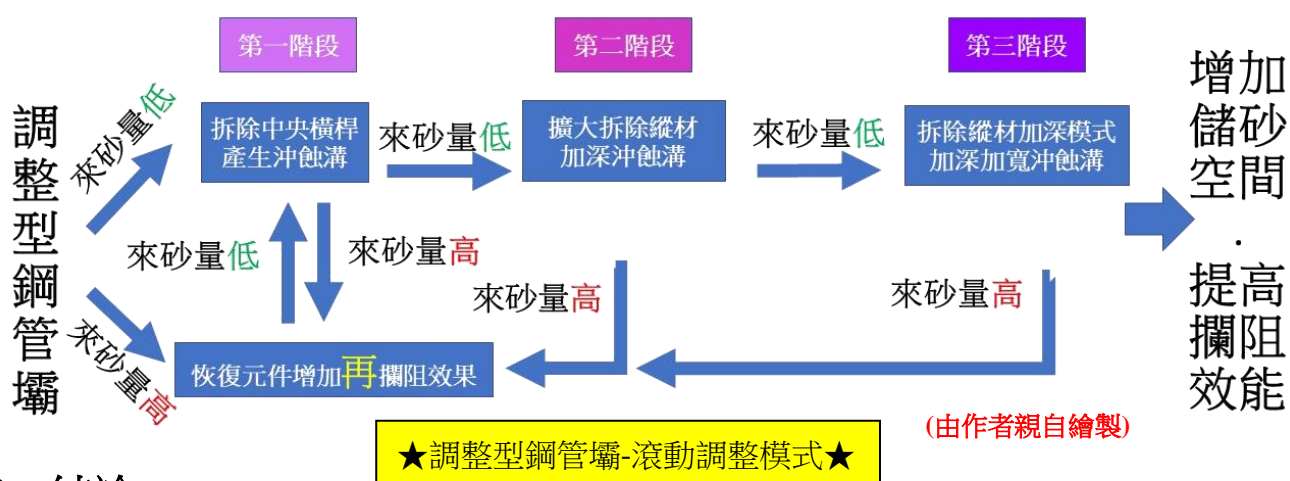 第一階段
第二階段
第三階段
調整型鋼管壩
來砂量低
拆除中央橫桿
產生沖蝕溝
來砂量低
擴大拆除縱材
加深沖蝕溝
來砂量低
拆除縱材加深模式
加深加寬沖蝕溝
增加
儲砂
空間
.
提高
攔阻
效能
來砂量低
來砂量高
來砂量高
來砂量高
來砂量高
恢復元件增加再攔阻效果
(由作者親自繪製)
★調整型鋼管壩-滾動調整模式★